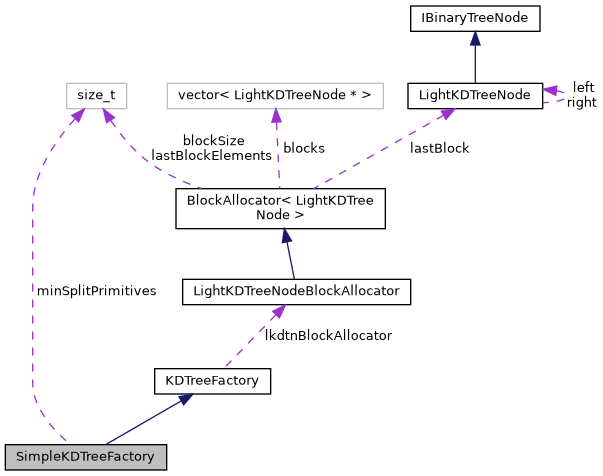 IBinaryTreeNode
size_t
vector< LightKDTreeNode * >
LightKDTreeNode
left
right
blockSize
lastBlockElements
blocks
lastBlock
BlockAllocator< LightKDTree
Node >
minSplitPrimitives
LightKDTreeNodeBlockAllocator
lkdtnBlockAllocator
KDTreeFactory
SimpleKDTreeFactory